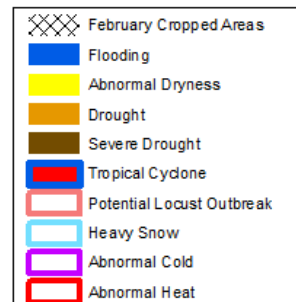 February Cropped Areas
Flooding
Abnormal Dryness
Drought
Severe Drought
Tropical Cyclone
Potential Locust Outbreak
Heavy Snow
Abnormal Cold
Abnormal Heat